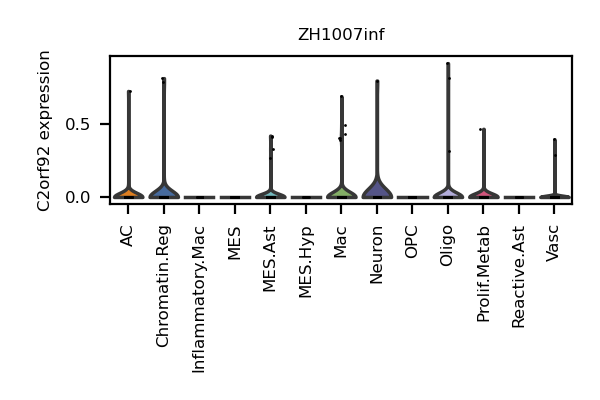 ZH1007inf
C2orf92 expression
0.5
0.0
AC
Chromatin.Reg
Inflammatory.Mac
MES
MES.Ast
MES.Hyp
Mac
Neuron
OPC
Oligo
Prolif.Metab
Reactive.Ast
Vasc